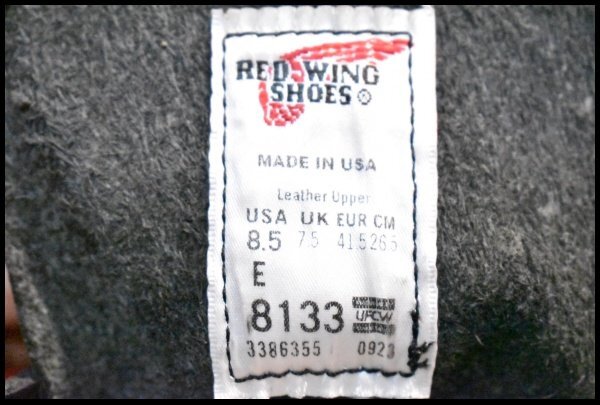 RED WING
SHOES ®
MADE IN USA
Leather Upper
USA UK EUR CM
8.5 7.5 41.5 26.5
E
8133 UFCW
3386355 0923